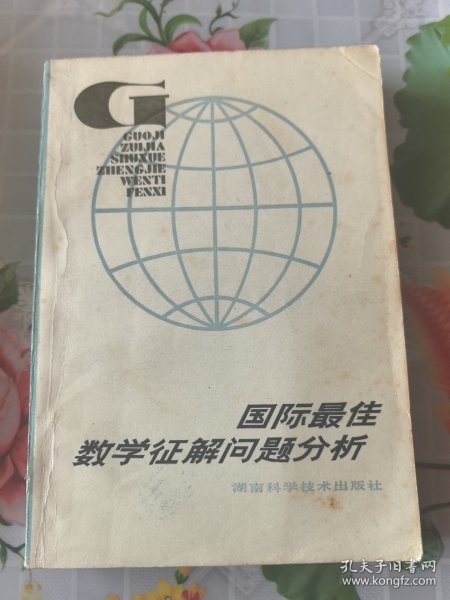 G
GUOJI
ZUIJIA
SHUXUE
ZHENGJIE
WENTI
FENXI
国际最佳
数学征解问题分析
湖南科学技术出版社
孔夫子旧书网
www.kongfz.com